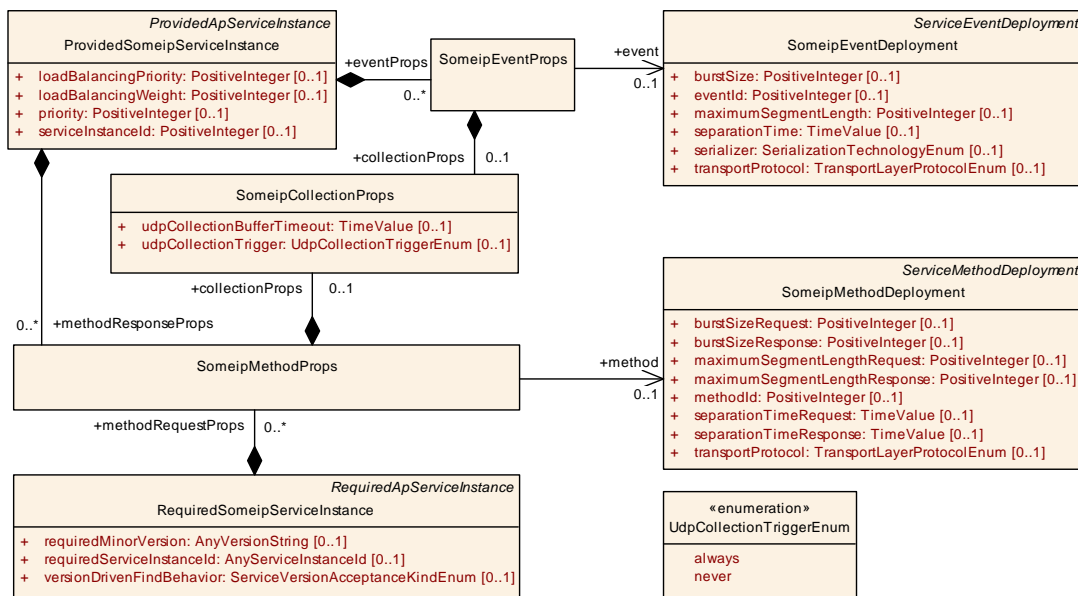 ProvidedApServiceInstance
ProvidedSomeipServiceInstance
+ loadBalancingPriority: PositiveInteger [0..1]
+ loadBalancingWeight: PositiveInteger [0..1]
+ priority: PositiveInteger [0..1]
+ serviceInstanceId: PositiveInteger [0..1]
+eventProps
0..*
SomeipEventProps
+event
0..1
ServiceEventDeployment
SomeipEventDeployment
+ burstSize: PositiveInteger [0..1]
+ eventId: PositiveInteger [0..1]
+ maximumSegmentLength: PositiveInteger [0..1]
+ separationTime: TimeValue [0..1]
+ serializer: SerializationTechnologyEnum [0..1]
+ transportProtocol: TransportLayerProtocolEnum [0..1]
+collectionProps
0..1
SomeipCollectionProps
+ udpCollectionBufferTimeout: TimeValue [0..1]
+ udpCollectionTrigger: UdpCollectionTriggerEnum [0..1]
+collectionProps
0..1
0..*
+methodResponseProps
SomeipMethodProps
+method
0..1
ServiceMethodDeployment
SomeipMethodDeployment
+ burstSizeRequest: PositiveInteger [0..1]
+ burstSizeResponse: PositiveInteger [0..1]
+ maximumSegmentLengthRequest: PositiveInteger [0..1]
+ maximumSegmentLengthResponse: PositiveInteger [0..1]
+ methodId: PositiveInteger [0..1]
+ separationTimeRequest: TimeValue [0..1]
+ separationTimeResponse: TimeValue [0..1]
+ transportProtocol: TransportLayerProtocolEnum [0..1]
+methodRequestProps
0..*
RequiredApServiceInstance
RequiredSomeipServiceInstance
+ requiredMinorVersion: AnyVersionString [0..1]
+ requiredServiceInstanceId: AnyServiceInstanceId [0..1]
+ versionDrivenFindBehavior: ServiceVersionAcceptanceKindEnum [0..1]
«enumeration»
UdpCollectionTriggerEnum
always
never